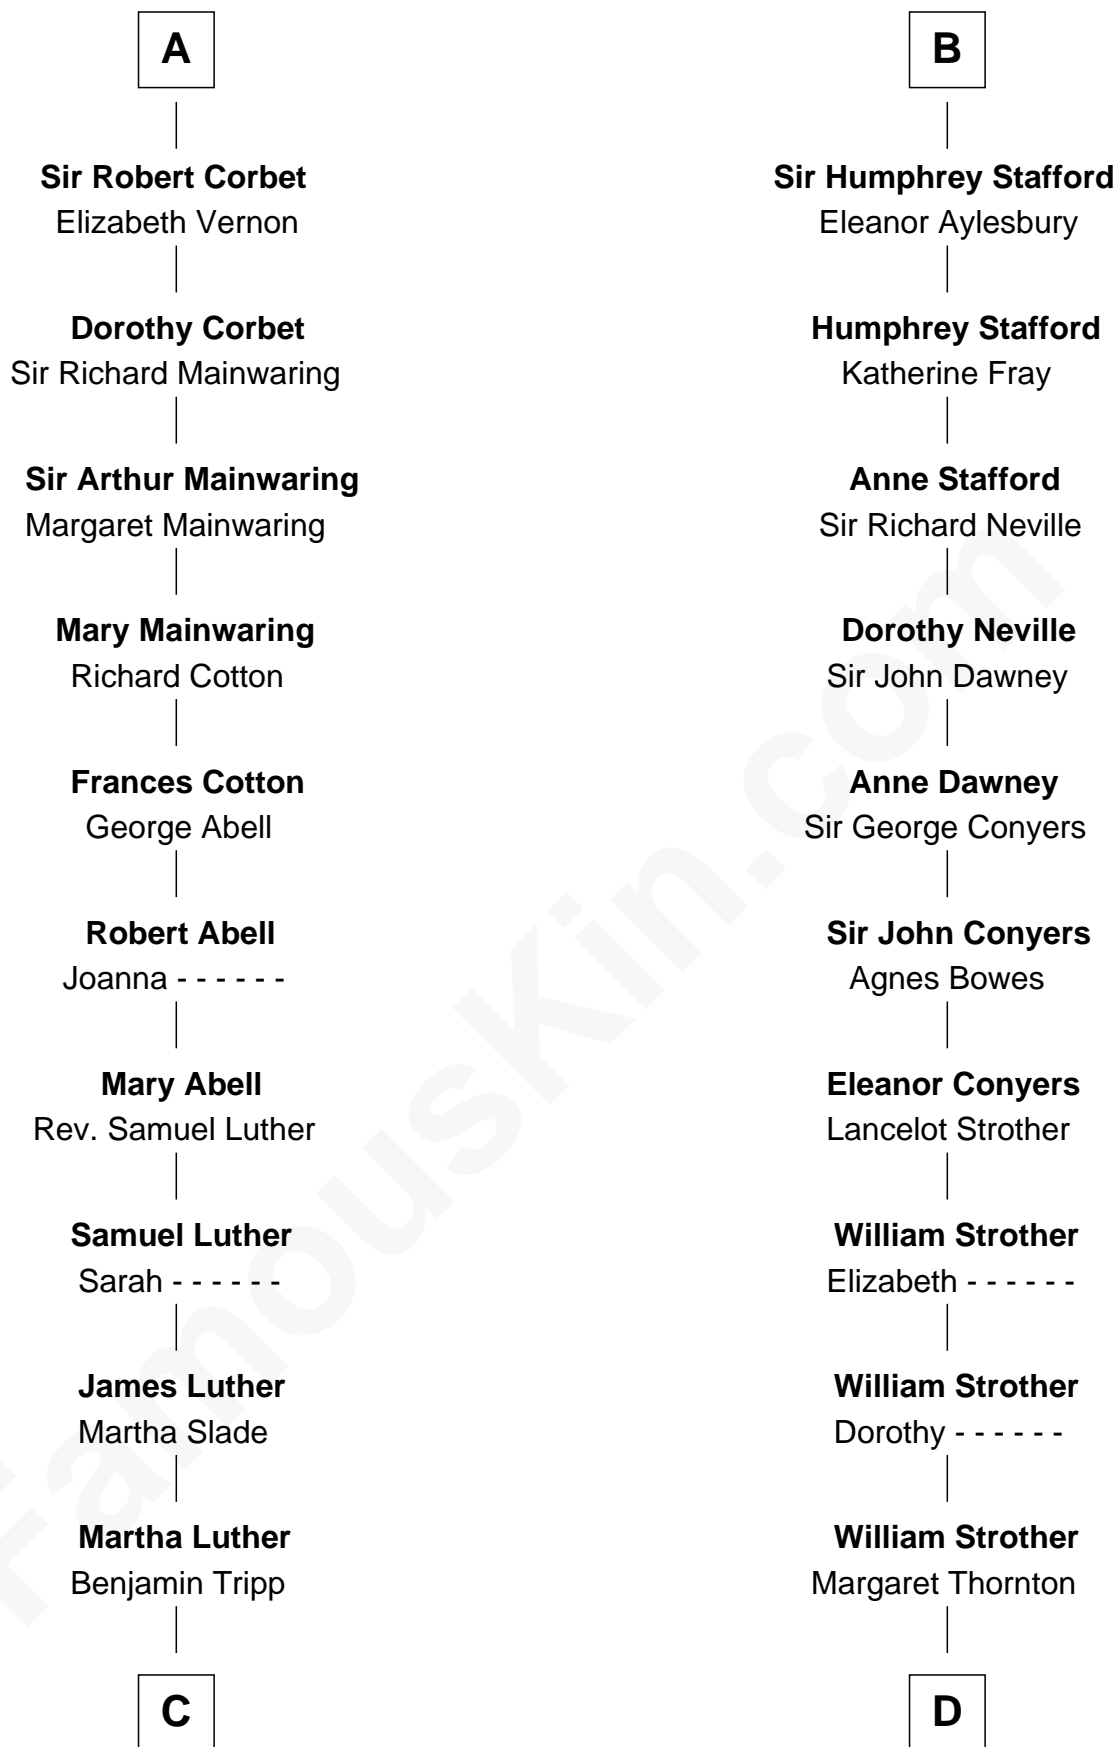 A
Sir Robert Corbet
Elizabeth Vernon
Dorothy Corbet
Sir Richard Mainwaring
Sir Arthur Mainwaring
Margaret Mainwaring
Mary Mainwaring
Richard Cotton
Frances Cotton
George Abell
Robert Abell
Joanna - - - - - -
Mary Abell
Rev. Samuel Luther
Samuel Luther
Sarah - - - - - -
James Luther
Martha Slade
Martha Luther
Benjamin Tripp
C
B
Sir Humphrey Stafford
Eleanor Aylesbury
Humphrey Stafford
Katherine Fray
Anne Stafford
Sir Richard Neville
Dorothy Neville
Sir John Dawney
Anne Dawney
Sir George Conyers
Sir John Conyers
Agnes Bowes
Eleanor Conyers
Lancelot Strother
William Strother
Elizabeth - - - - - -
William Strother
Dorothy - - - - - -
William Strother
Margaret Thornton
D
FamousKin.com